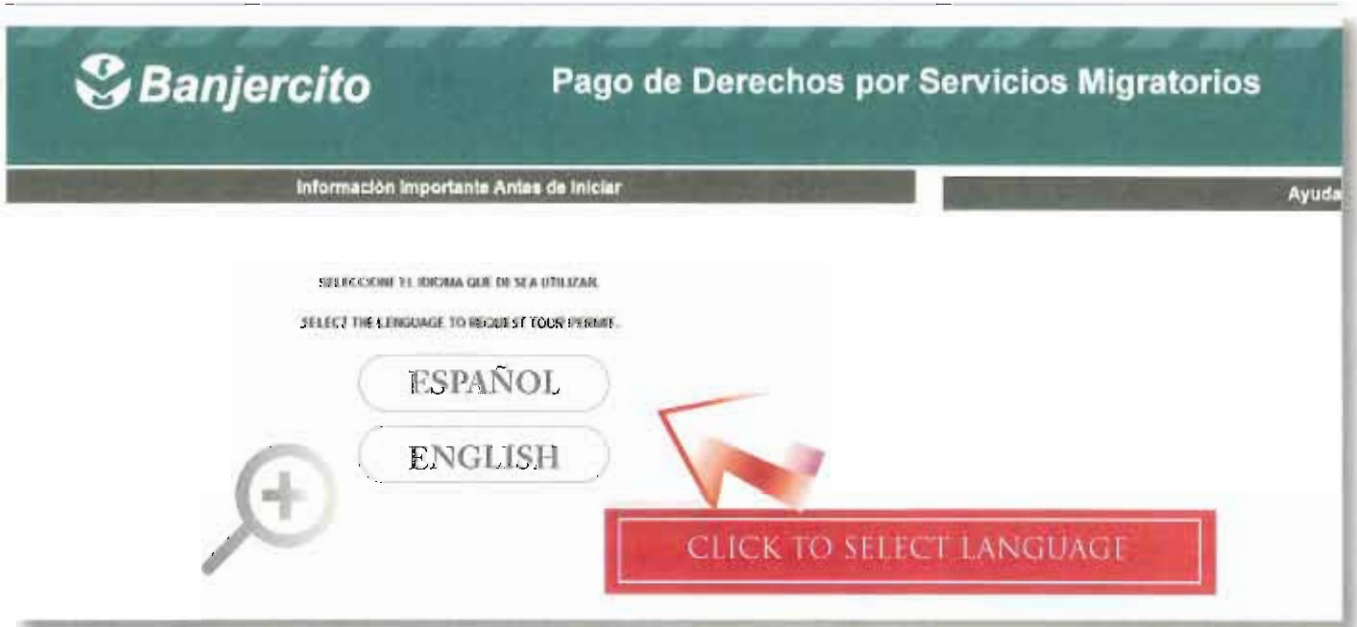 Banjercito
Pago de Derechos por Servicios Migratorios
Información Importante Antes de Iniciar
Ayuda
SELECCIONE EL IDIOMA QUE DESEA UTILIZAR.
SELECT THE LENGUAGE TO REQUEST TOUR PERMIT.
ESPAÑOL
ENGLISH
CLICK TO SELECT LANGUAGE